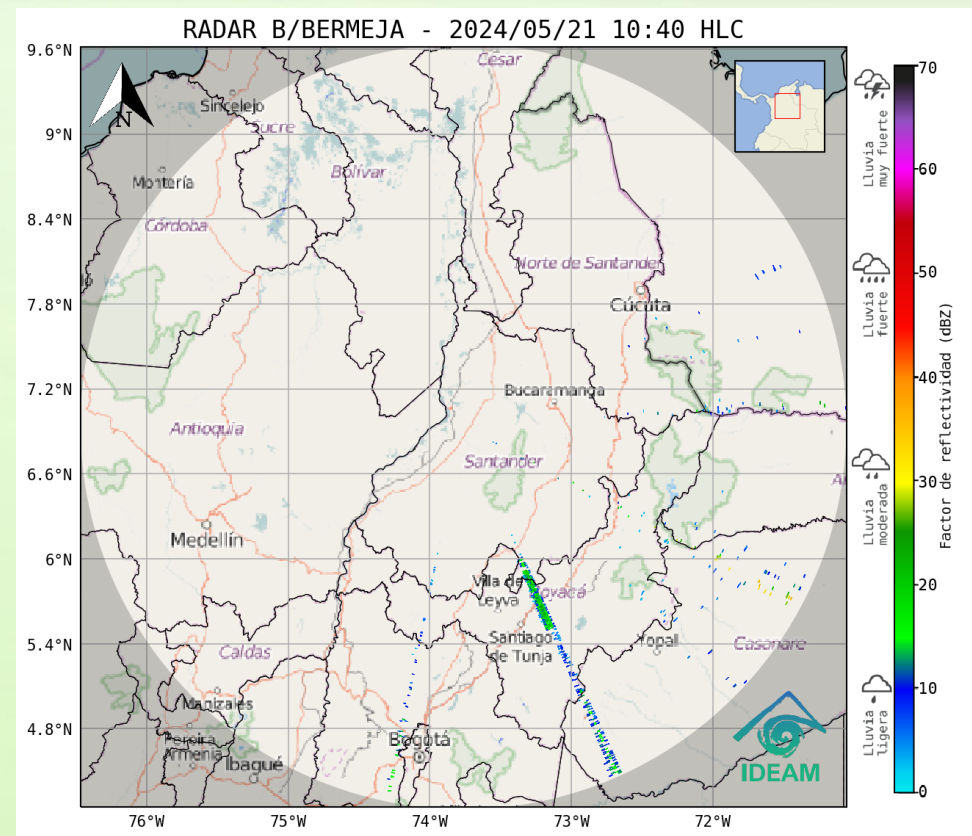 RADAR B/BERMEJA - 2024/05/21 10:40 HLC
9.6°N
9°N
8.4°N
7.8°N
7.2°N
6.6°N
6°N
5.4°N
4.8°N
76°W
75°W
74°W
73°W
72°W
N
Cesar
Sincelejo
Sucre
Montería
Bolívar
Córdoba
Norte de Santander
Cúcuta
Bucaramanga
Antioquia
Santander
Medellín
Villa de
Leyva
Santiago
de Tunja
Yopal
Casanare
Caldas
Manizales
Pereira
Armenia
Ibagué
Bogotá
IDEAM
70
60
50
40
30
20
10
0
Lluvia
muy fuerte
Lluvia
fuerte
Lluvia
moderada
Lluvia
ligera
Factor de reflectividad (dBZ)